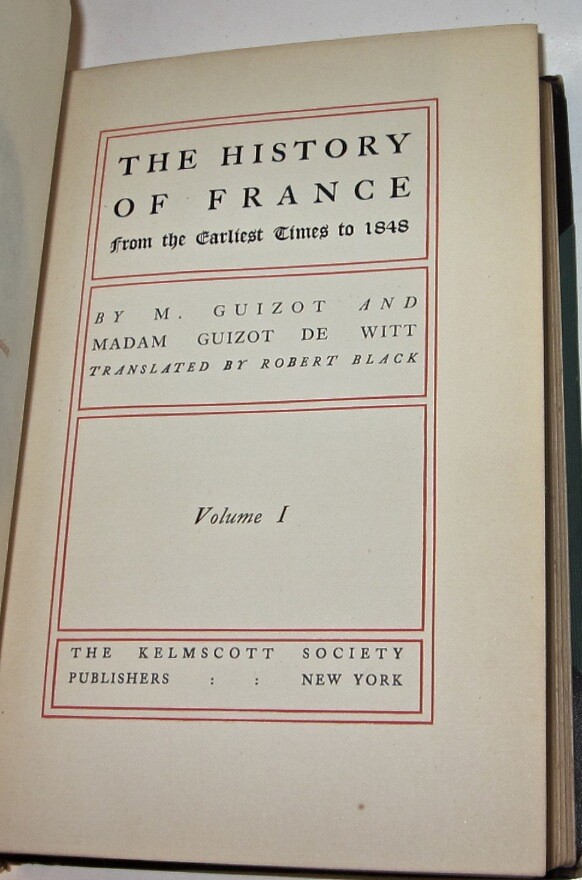 THE HISTORY
OF FRANCE
From the Earliest Times to 1848
BY M. GUIZOT AND
MADAM GUIZOT DE WITT
TRANSLATED BY ROBERT BLACK
Volume I
THE KELMSCOTT SOCIETY
PUBLISHERS : : NEW YORK